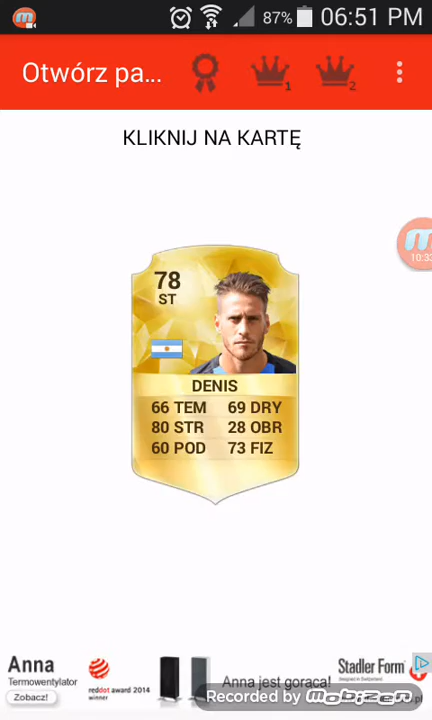 87% 06:51 PM
Otwórz pa...
1
2
KLIKNIJ NA KARTĘ
10:33
78
ST
DENIS
66 TEM 69 DRY
80 STR 28 OBR
60 POD 73 FIZ
Anna
Termowentylator
Zobacz!
reddot award 2014
winner
Anna jest gorąca!
Stadler Form
Recorded by mobizen